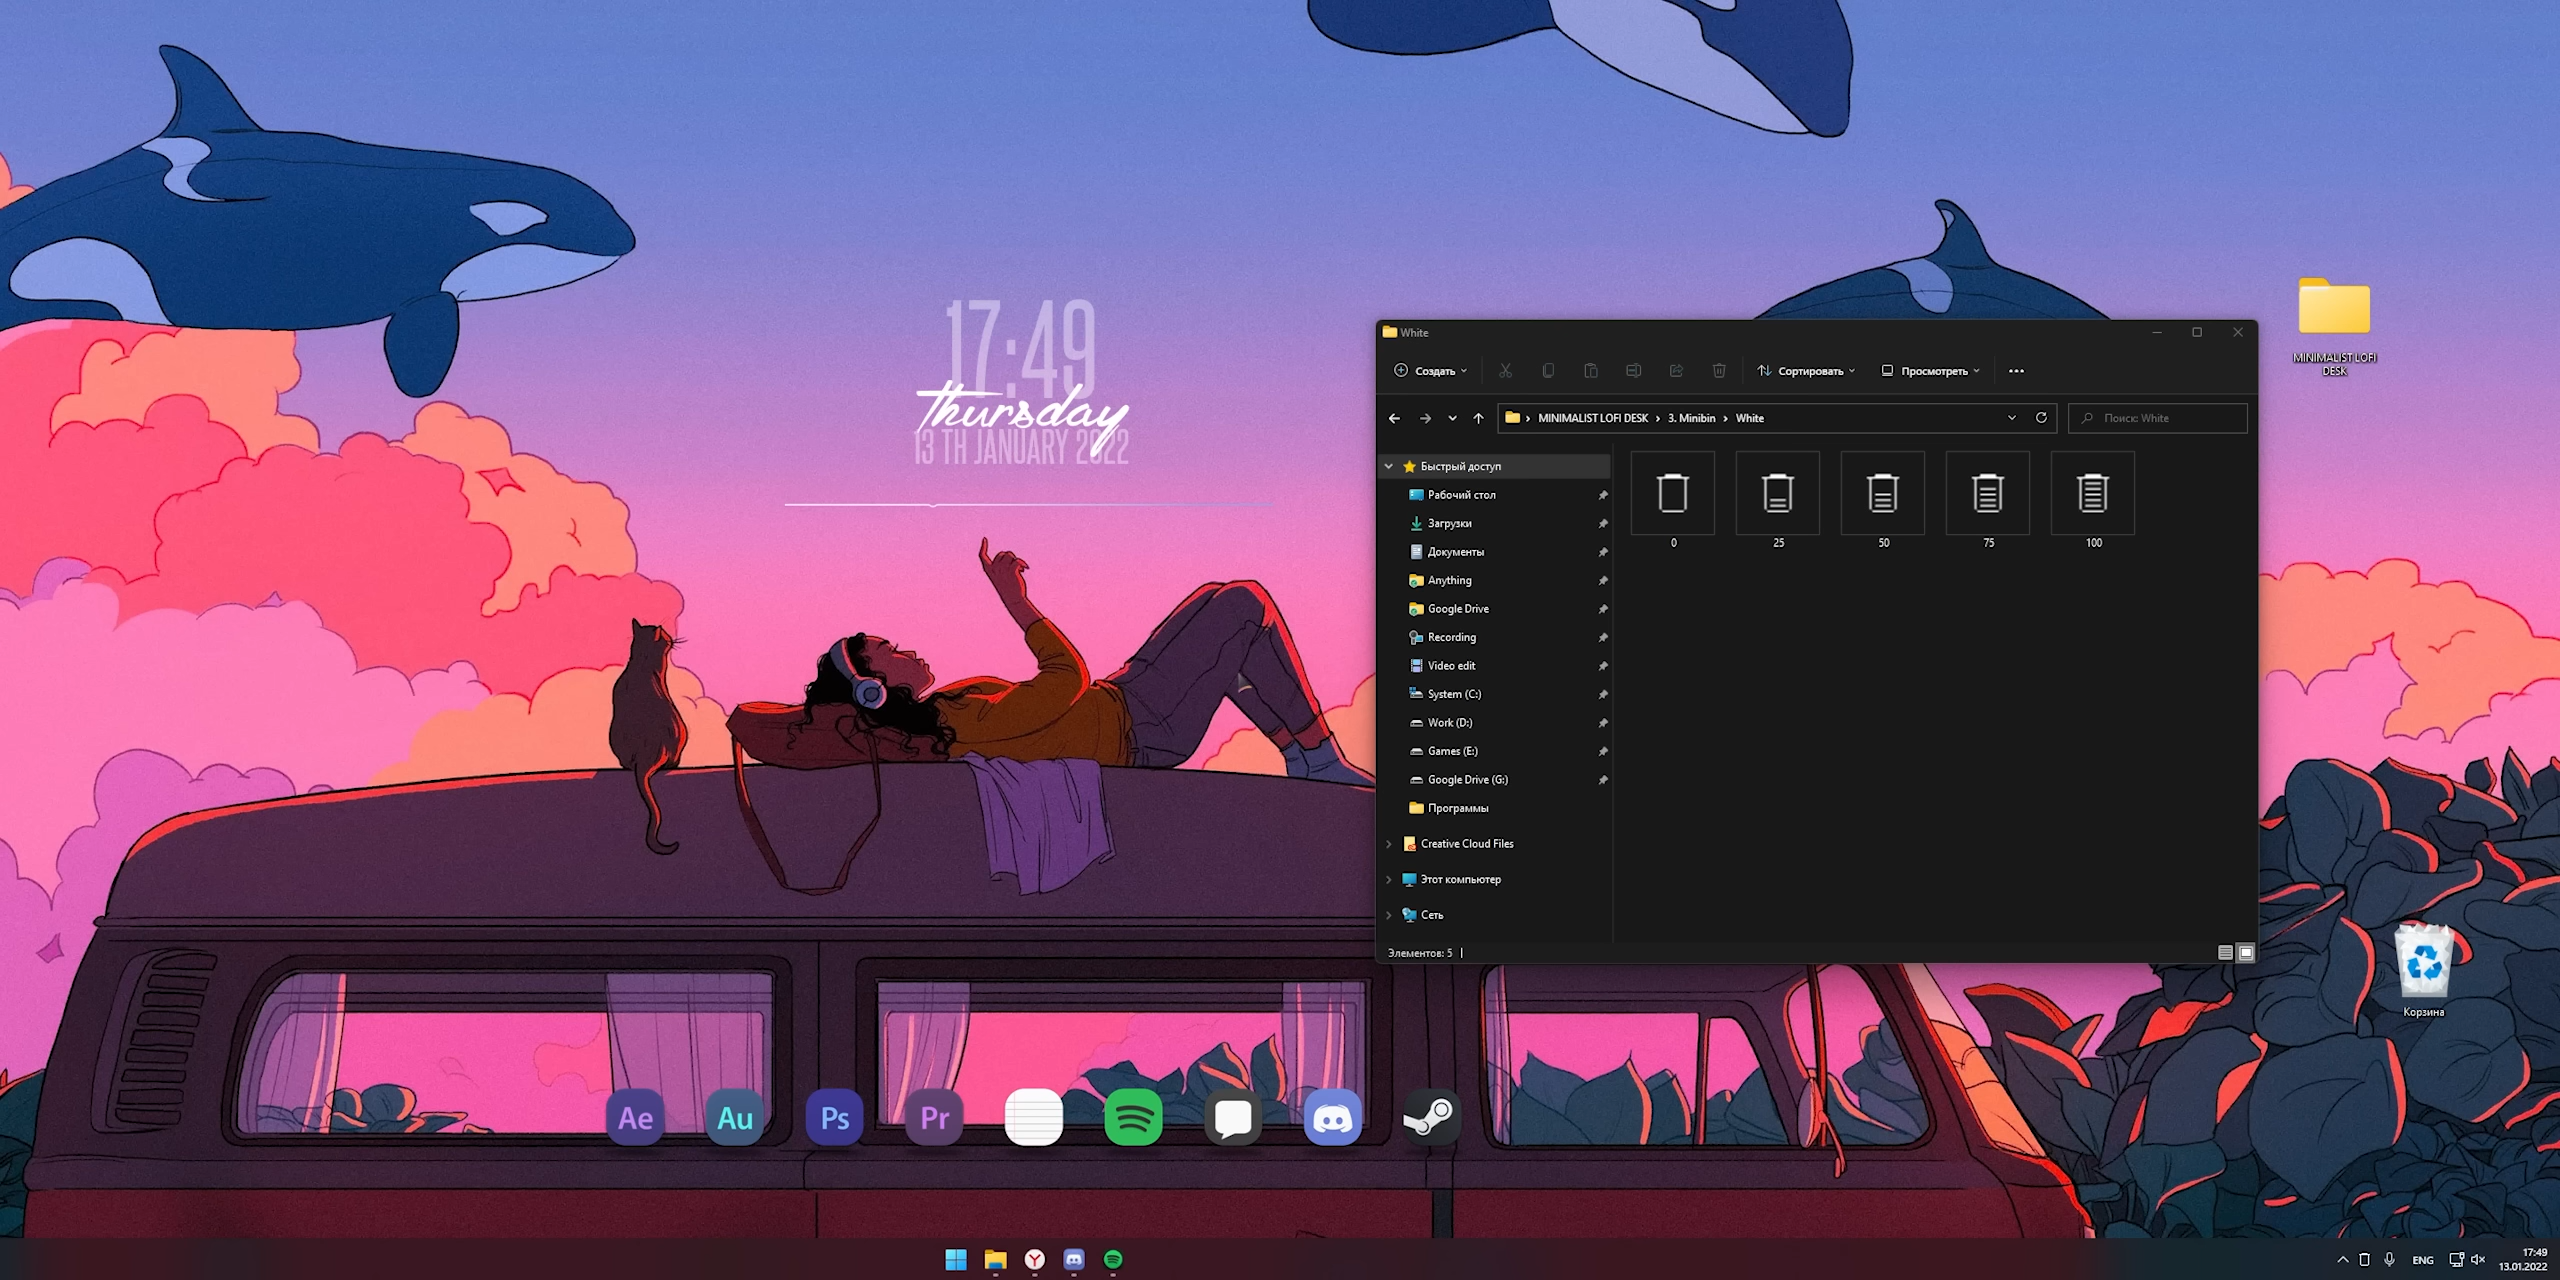 17:49
Thursday
13 TH JANUARY 2022
White
Создать
Сортировать
Просмотреть
MINIMALIST LOFI DESK › 3. Minibin › White
Поиск: White
Быстрый доступ
Рабочий стол
Загрузки
Документы
Anything
Google Drive
Recording
Video edit
System (C:)
Work (D:)
Games (E:)
Google Drive (G:)
Программы
Creative Cloud Files
Этот компьютер
Сеть
0
25
50
75
100
Элементов: 5
MINIMALIST LOFI
DESK
Корзина
Ae
Au
Ps
Pr
ENG
17:49
13.01.2022